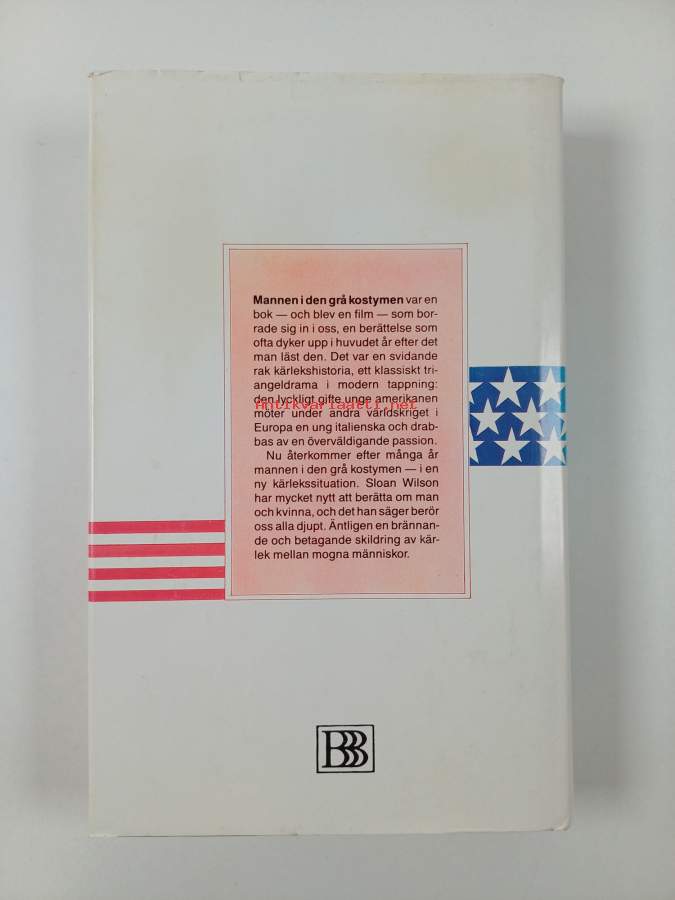 Mannen i den grå kostymen var en
bok — och blev en film — som bor-
rade sig in i oss, en berättelse som
ofta dyker upp i huvudet år efter det
man läst den. Det var en svidande
rak kärlekshistoria, ett klassiskt tri-
angeldrama i modern tappning:
den lyckligt gifte unge amerikanen
antikvariaatti.net
möter under andra världskriget i
Europa en ung italienska och drab-
bas av en överväldigande passion.
Nu återkommer efter många år
mannen i den grå kostymen — i en
ny kärlekssituation. Sloan Wilson
har mycket nytt att berätta om man
och kvinna, och det han säger berör
oss alla djupt. Äntligen en brännan-
de och betagande skildring av kär-
lek mellan mogna människor.
BBB